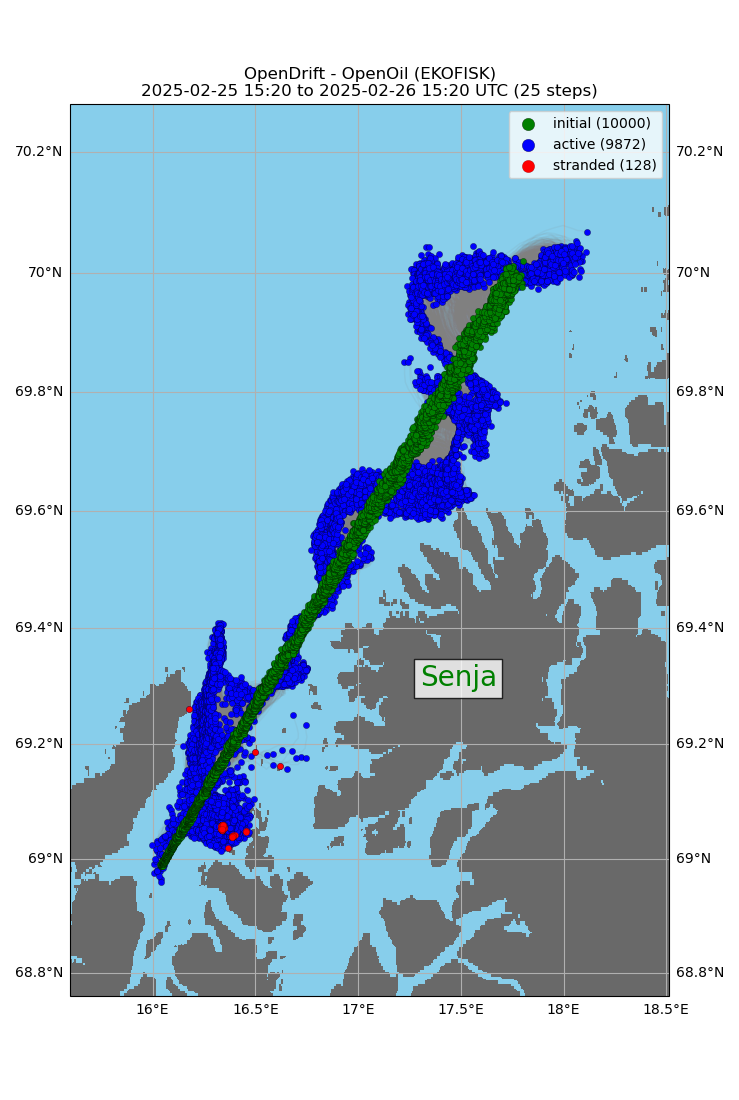 OpenDrift - OpenOil (EKOFISK)
2025-02-25 15:20 to 2025-02-26 15:20 UTC (25 steps)
initial (10000)
active (9872)
stranded (128)
70.2°N 70.2°N
70°N 70°N
69.8°N 69.8°N
69.6°N 69.6°N
69.4°N 69.4°N
Senja
69.2°N 69.2°N
69°N 69°N
68.8°N 68.8°N
16°E 16.5°E 17°E 17.5°E 18°E 18.5°E